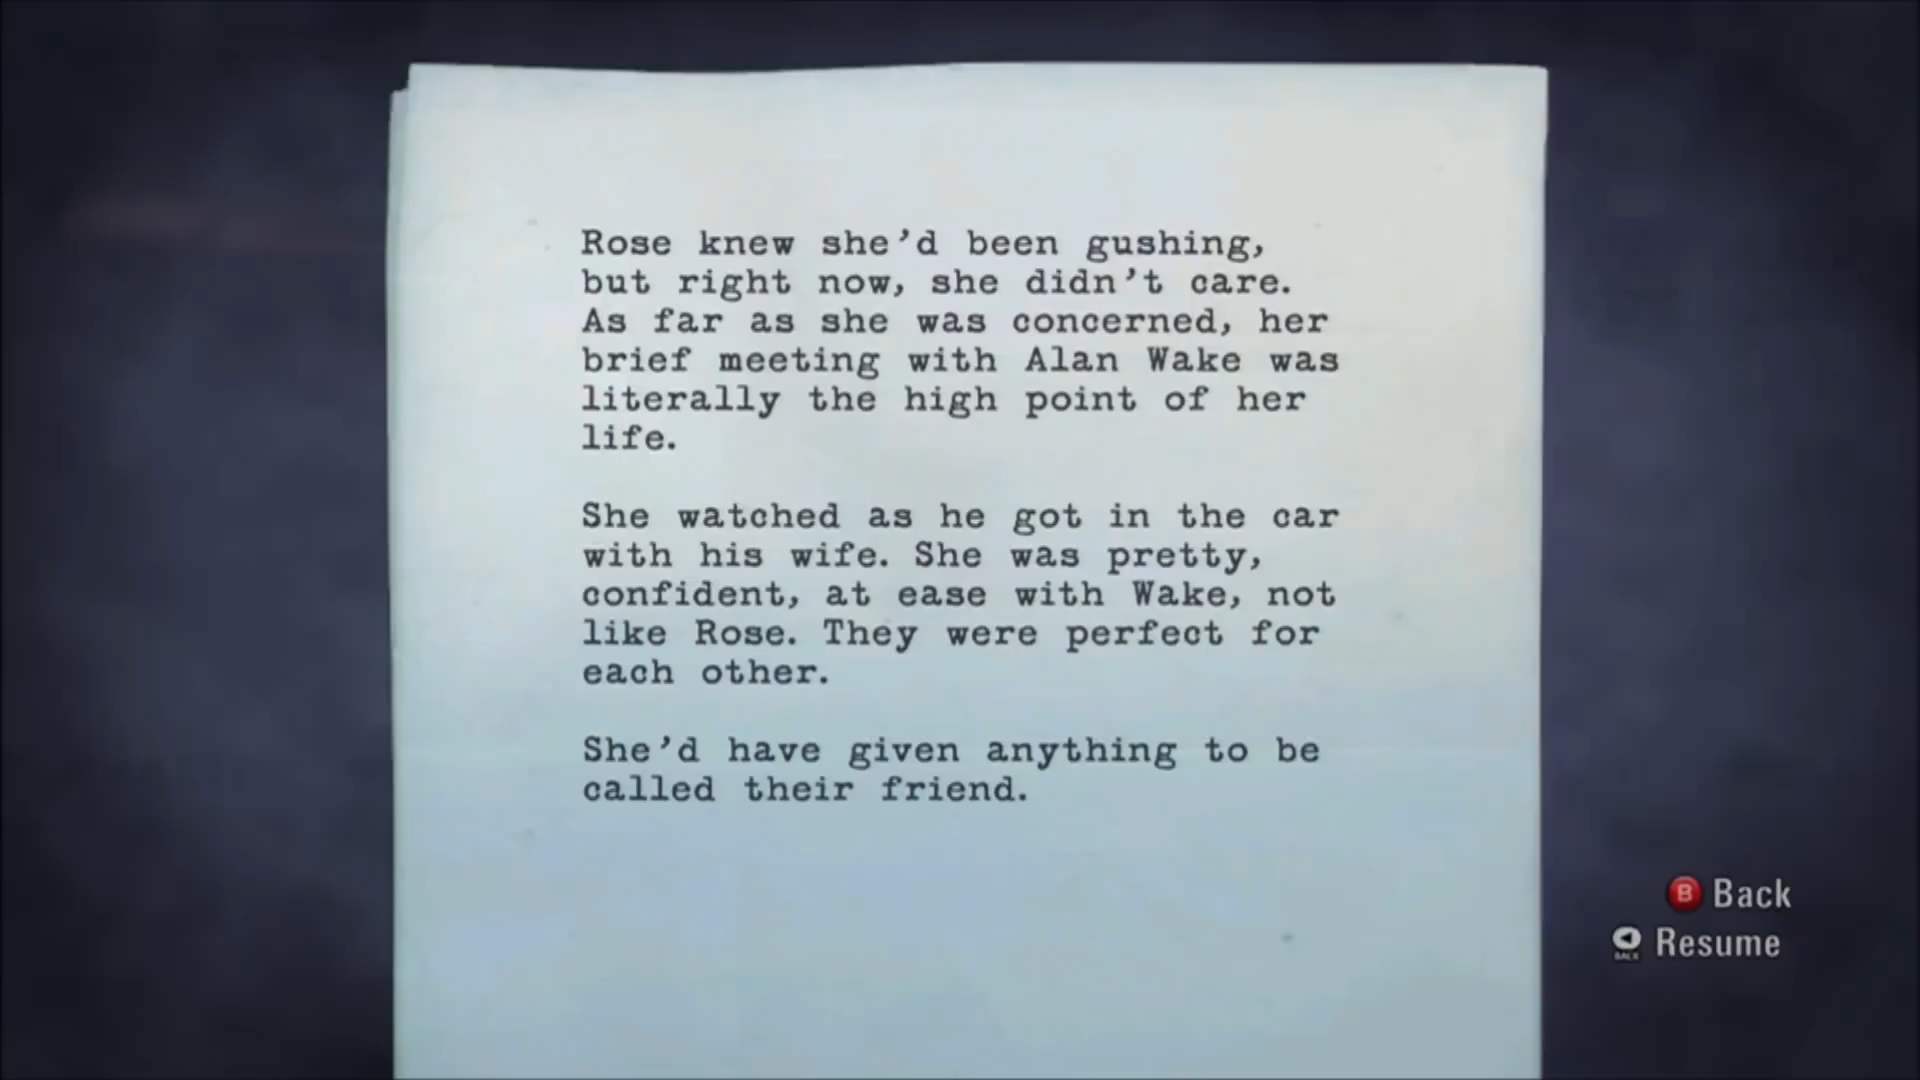 Rose knew she'd been gushing,
but right now, she didn't care.
As far as she was concerned, her
brief meeting with Alan Wake was
literally the high point of her
life.
She watched as he got in the car
with his wife. She was pretty,
confident, at ease with Wake, not
like Rose. They were perfect for
each other.
She'd have given anything to be
called their friend.
B Back
BACK Resume